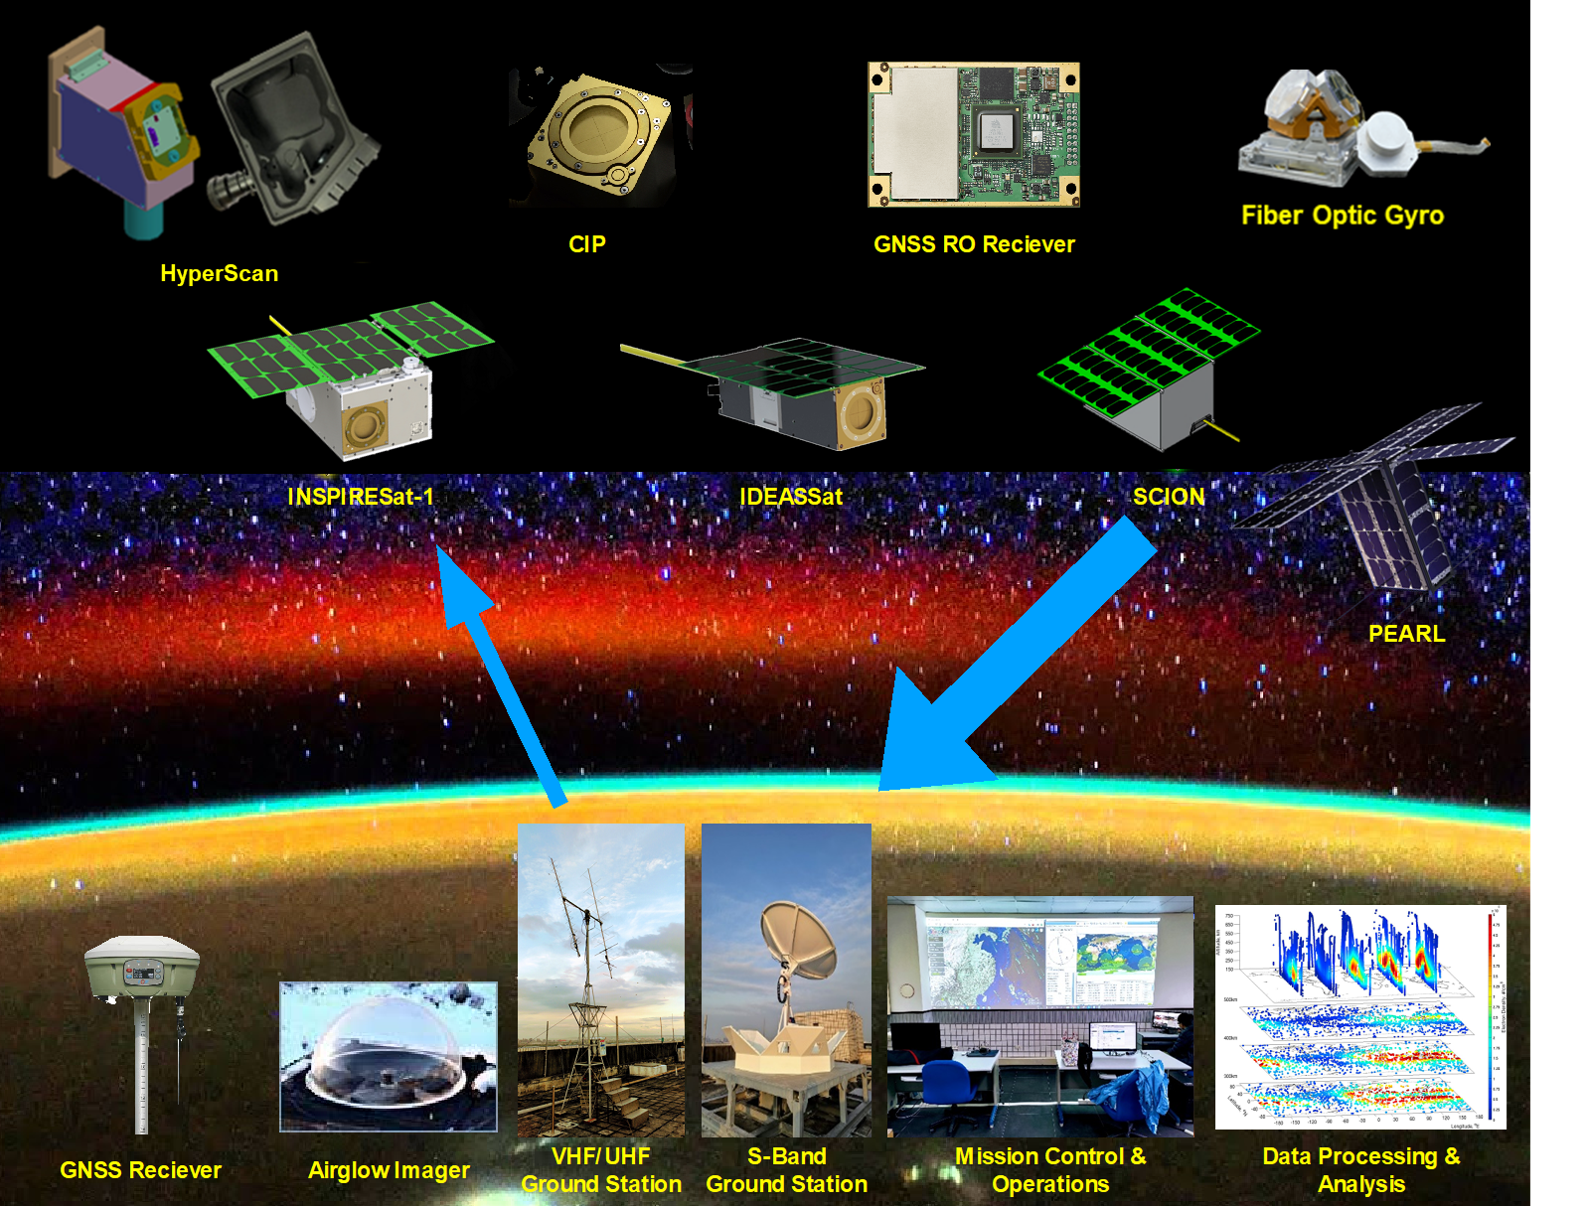 HyperScan
CIP
GNSS RO Reciever
Fiber Optic Gyro
INSPIRESat-1
IDEASSat
SCION
PEARL
GNSS Reciever
Airglow Imager
VHF/UHF
Ground Station
S-Band
Ground Station
Mission Control &
Operations
Data Processing &
Analysis